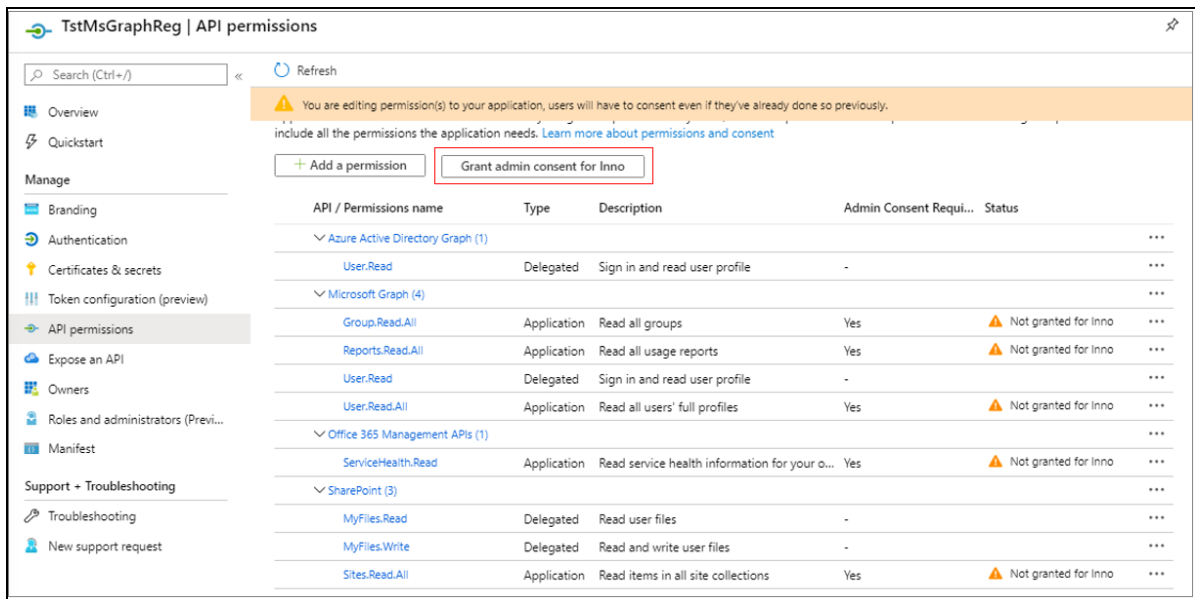 TstMsGraphReg | API permissions
Search (Ctrl+/)
«
Overview
Quickstart
Manage
Branding
Authentication
Certificates & secrets
Token configuration (preview)
API permissions
Expose an API
Owners
Roles and administrators (Previ...
Manifest
Support + Troubleshooting
Troubleshooting
New support request
Refresh
You are editing permission(s) to your application, users will have to consent even if they've already done so previously.
include all the permissions the application needs. Learn more about permissions and consent
+ Add a permission Grant admin consent for Inno
API / Permissions name Type Description Admin Consent Requi... Status
Azure Active Directory Graph (1) ...
User.Read Delegated Sign in and read user profile - ...
Microsoft Graph (4) ...
Group.Read.All Application Read all groups Yes Not granted for Inno ...
Reports.Read.All Application Read all usage reports Yes Not granted for Inno ...
User.Read Delegated Sign in and read user profile - ...
User.Read.All Application Read all users' full profiles Yes Not granted for Inno ...
Office 365 Management APIs (1) ...
ServiceHealth.Read Application Read service health information for your o... Yes Not granted for Inno ...
SharePoint (3) ...
MyFiles.Read Delegated Read user files - ...
MyFiles.Write Delegated Read and write user files - ...
Sites.Read.All Application Read items in all site collections Yes Not granted for Inno ...